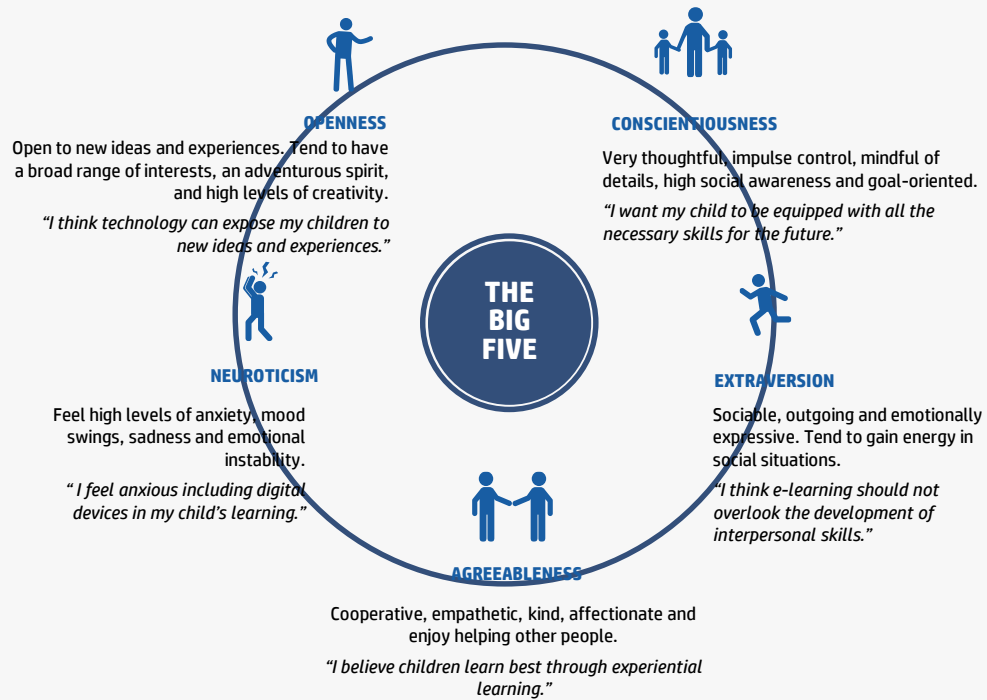 OPENNESS
Open to new ideas and experiences. Tend to have
a broad range of interests, an adventurous spirit,
and high levels of creativity.
“I think technology can expose my children to
new ideas and experiences.”
CONSCIENTIOUSNESS
Very thoughtful, impulse control, mindful of
details, high social awareness and goal-oriented.
“I want my child to be equipped with all the
necessary skills for the future.”
THE
BIG
FIVE
NEUROTICISM
Feel high levels of anxiety, mood
swings, sadness and emotional
instability.
“ I feel anxious including digital
devices in my child’s learning.”
EXTRAVERSION
Sociable, outgoing and emotionally
expressive. Tend to gain energy in
social situations.
“I think e-learning should not
overlook the development of
interpersonal skills.”
AGREEABLENESS
Cooperative, empathetic, kind, affectionate and
enjoy helping other people.
“I believe children learn best through experiential
learning.”